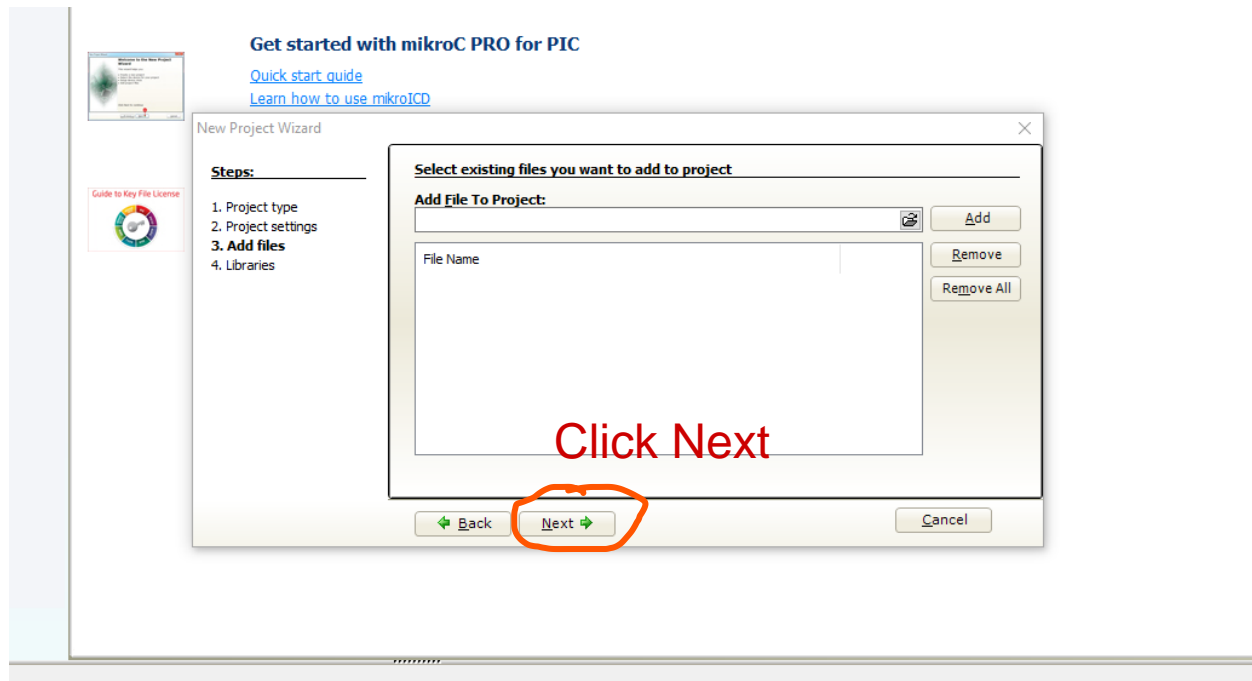 Get started with mikroC PRO for PIC
Quick start guide
Learn how to use mikroICD
Guide to Key File License
New Project Wizard
Steps:
1. Project type
2. Project settings
3. Add files
4. Libraries
Select existing files you want to add to project
Add File To Project:
Add
File Name
Remove
Remove All
Click Next
Back
Next
Cancel